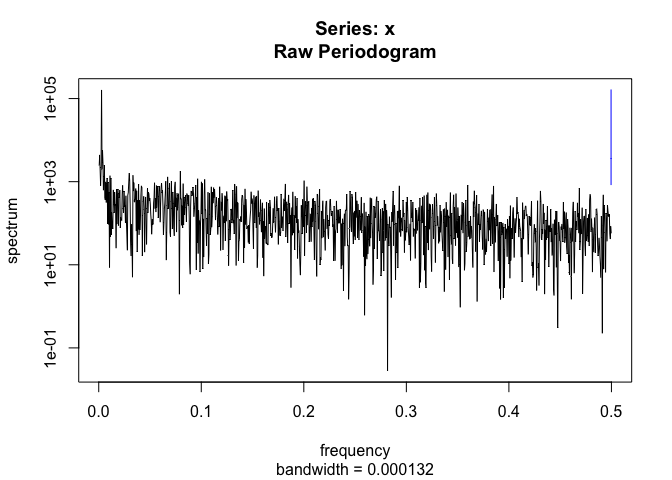 Series: x
Raw Periodogram
spectrum
1e+05
1e+03
1e+01
1e-01
0.0 0.1 0.2 0.3 0.4 0.5
frequency
bandwidth = 0.000132